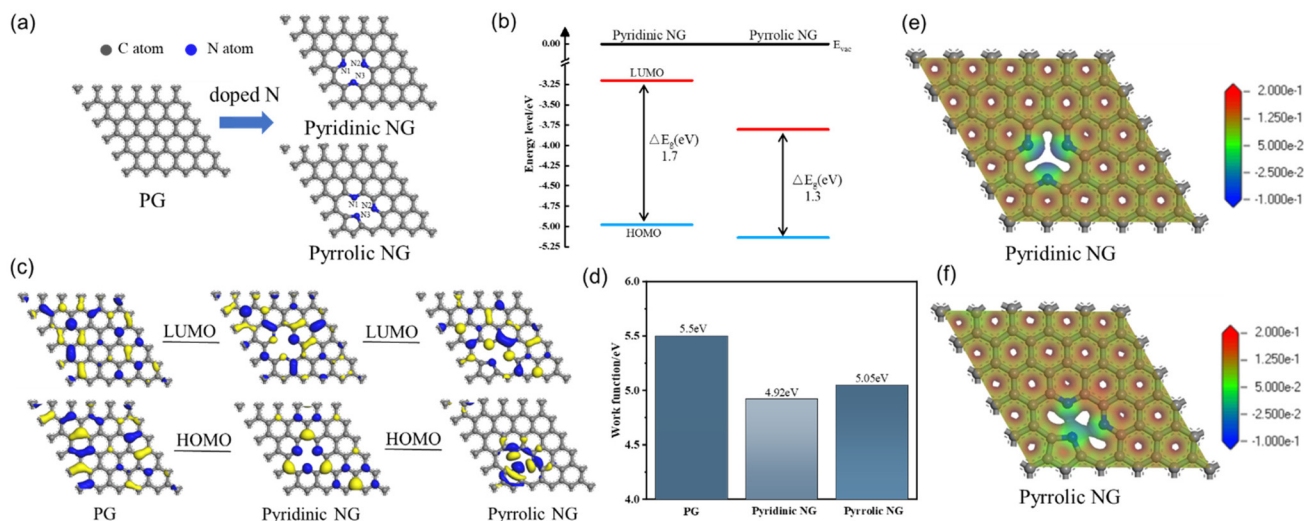 (a)
C atom
N atom
doped N
PG
N1 N2
N3
Pyridinic NG
N1 N2
N3
Pyrrolic NG
(b)
Energy level/eV
0.00
-3.25
-3.50
-3.75
-4.00
-4.25
-4.50
-4.75
-5.00
-5.25
Pyridinic NG
Pyrrolic NG
Evac
LUMO
△Eg(eV)
1.7
HOMO
△Eg(eV)
1.3
(c)
LUMO
LUMO
HOMO
HOMO
PG
Pyridinic NG
Pyrrolic NG
(d)
Work function/eV
6.0
5.5
5.0
4.5
4.0
5.5eV
4.92eV
5.05eV
PG
Pyridinic NG
Pyrrolic NG
(e)
2.000e-1
1.250e-1
5.000e-2
-2.500e-2
-1.000e-1
Pyridinic NG
(f)
2.000e-1
1.250e-1
5.000e-2
-2.500e-2
-1.000e-1
Pyrrolic NG